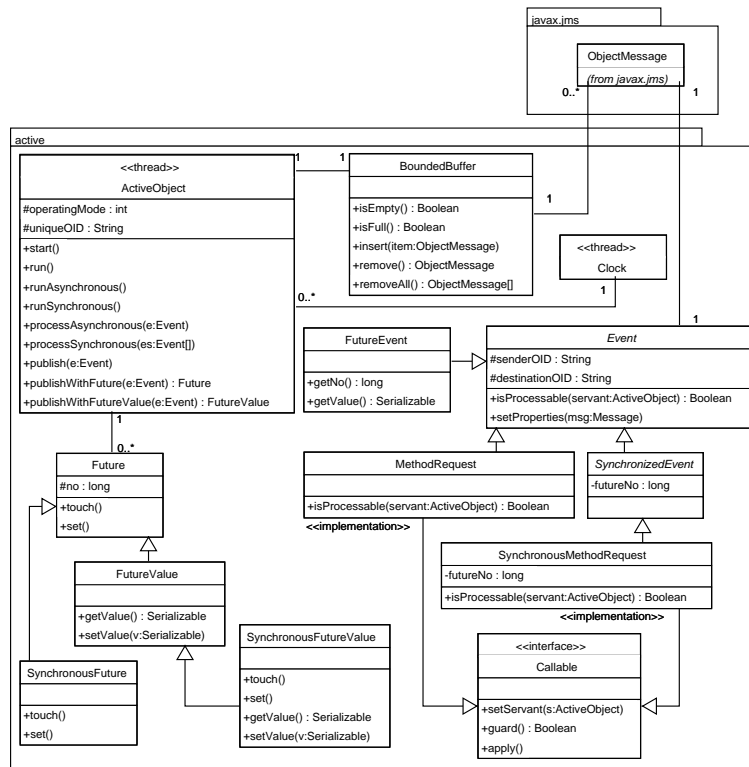 javax.jms
ObjectMessage
(from javax.jms)
0..*
1
active
<<thread>>
ActiveObject
#operatingMode : int
#uniqueOID : String
+start()
+run()
+runAsynchronous()
+runSynchronous()
+processAsynchronous(e:Event)
+processSynchronous(es:Event[])
+publish(e:Event)
+publishWithFuture(e:Event) : Future
+publishWithFutureValue(e:Event) : FutureValue
1
1
BoundedBuffer
+isEmpty() : Boolean
+isFull() : Boolean
+insert(item:ObjectMessage)
+remove() : ObjectMessage
+removeAll() : ObjectMessage[]
1
<<thread>>
Clock
1
0..*
1
FutureEvent
+getNo() : long
+getValue() : Serializable
Event
#senderOID : String
#destinationOID : String
+isProcessable(servant:ActiveObject) : Boolean
+setProperties(msg:Message)
1
0..*
Future
#no : long
+touch()
+set()
MethodRequest
+isProcessable(servant:ActiveObject) : Boolean
<<implementation>>
SynchronizedEvent
-futureNo : long
FutureValue
+getValue() : Serializable
+setValue(v:Serializable)
SynchronousMethodRequest
-futureNo : long
+isProcessable(servant:ActiveObject) : Boolean
<<implementation>>
SynchronousFuture
+touch()
+set()
SynchronousFutureValue
+touch()
+set()
+getValue() : Serializable
+setValue(v:Serializable)
<<interface>>
Callable
+setServant(s:ActiveObject)
+guard() : Boolean
+apply()